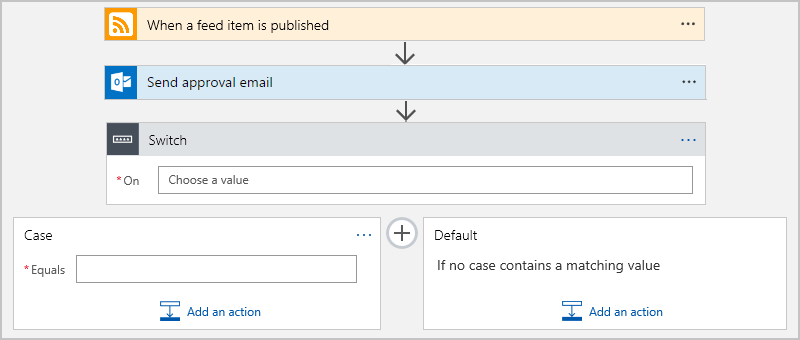 When a feed item is published
Send approval email
Switch
* On
Choose a value
Case
Default
* Equals
If no case contains a matching value
Add an action
Add an action